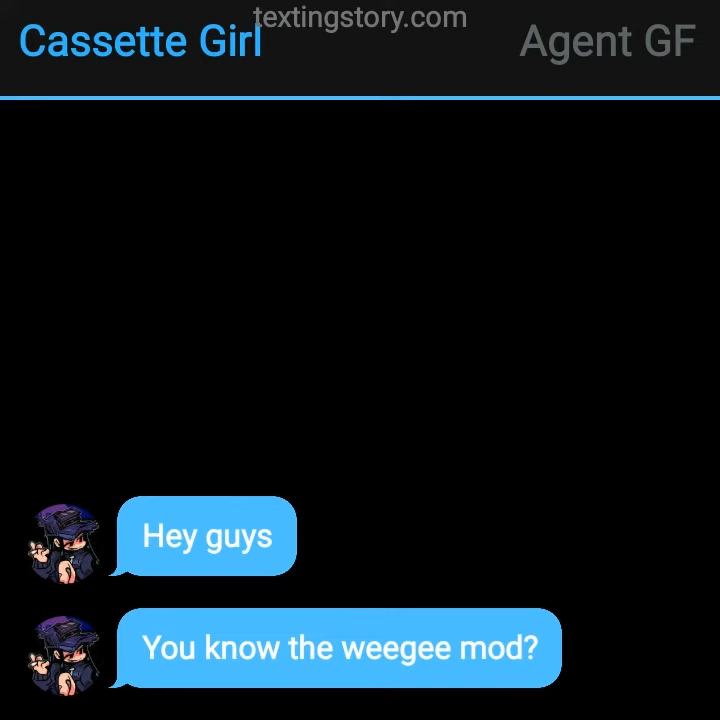 textingstory.com
Cassette Girl
Agent GF
Hey guys
You know the weegee mod?